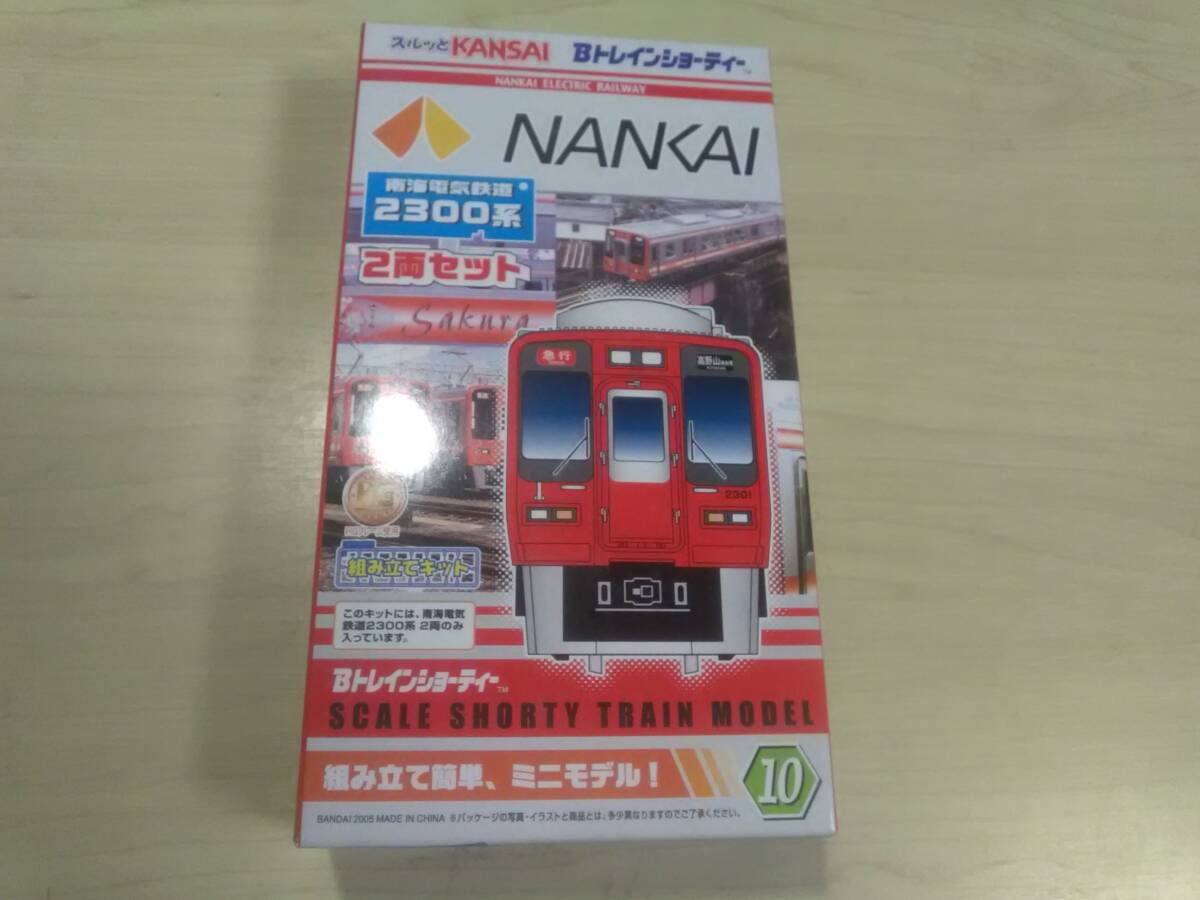 スルッとKANSAI Bトレインショーティー™
NANKAI ELECTRIC RAILWAY
NANKAI
南海電気鉄道
2300系
2両セット
Sakura
急行
高野山
2301
組み立てキット
このキットには、南海電気
鉄道2300系 2両のみ
入っています。
Bトレインショーティー™
SCALE SHORTY TRAIN MODEL
組み立て簡単、ミニモデル!
10
BANDAI 2005 MADE IN CHINA ※パッケージの写真・イラストと商品とは、多少異なりますのでご了承ください。